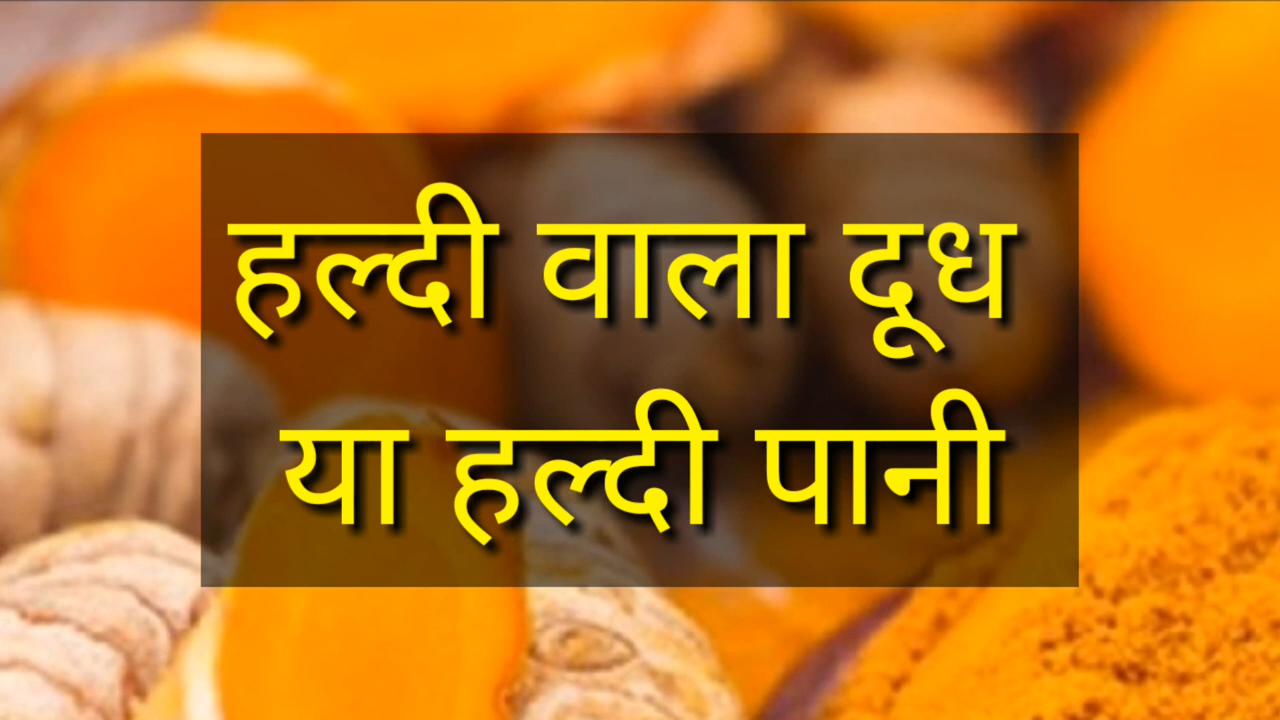 हल्दी वाला दूध
या हल्दी पानी